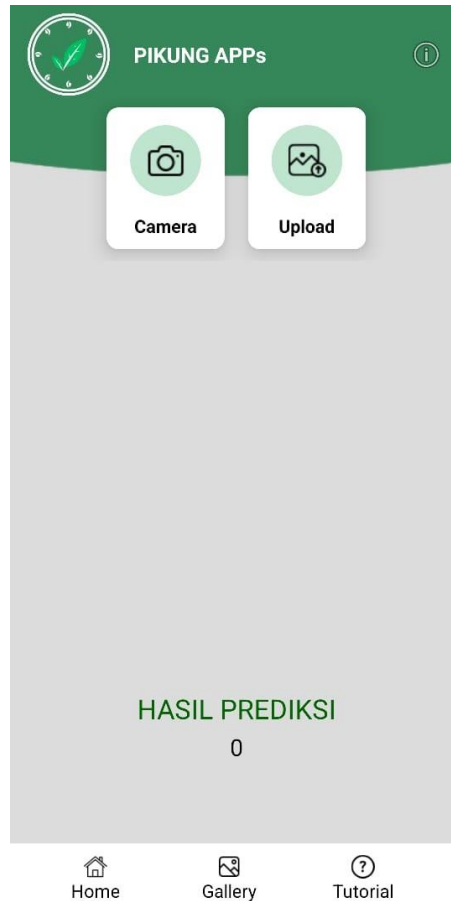 PIKUNG APPs
Camera Upload
HASIL PREDIKSI
0
Home Gallery Tutorial